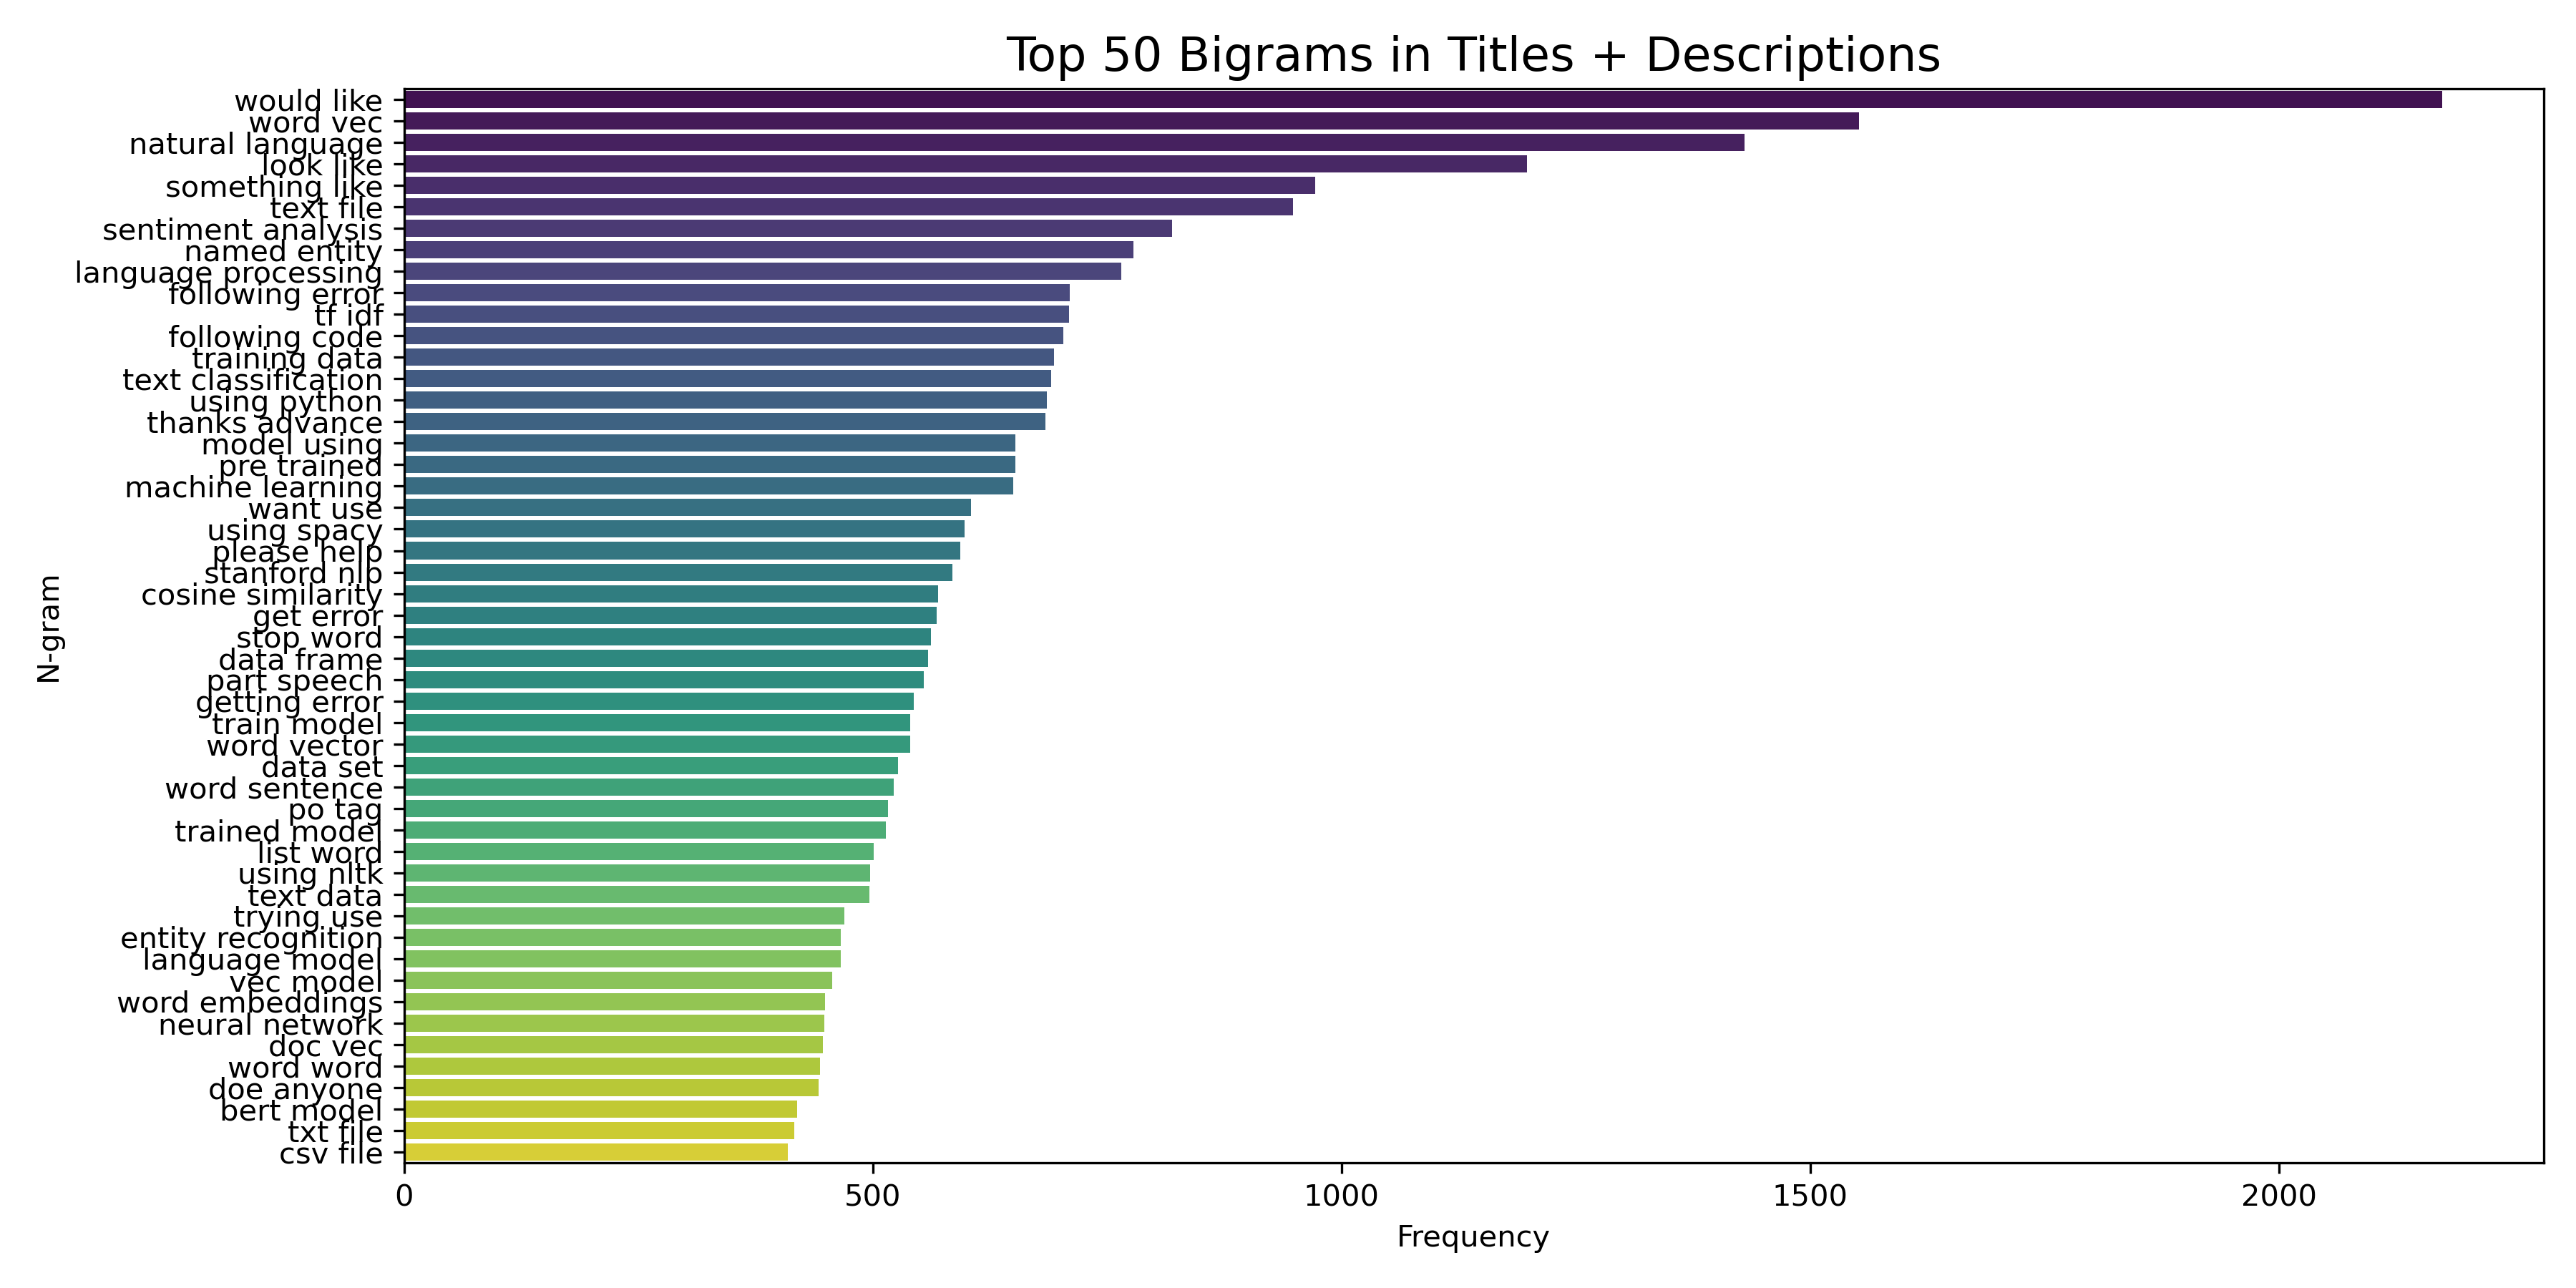 Top 50 Bigrams in Titles + Descriptions
would like
word vec
natural language
look like
something like
text file
sentiment analysis
named entity
language processing
following error
tf idf
following code
training data
text classification
using python
thanks advance
model using
pre trained
machine learning
want use
using spacy
please help
stanford nlp
cosine similarity
get error
stop word
data frame
part speech
getting error
train model
word vector
data set
word sentence
po tag
trained model
list word
using nltk
text data
trying use
entity recognition
language model
vec model
word embeddings
neural network
doc vec
word word
doe anyone
bert model
txt file
csv file
N-gram
0 500 1000 1500 2000
Frequency